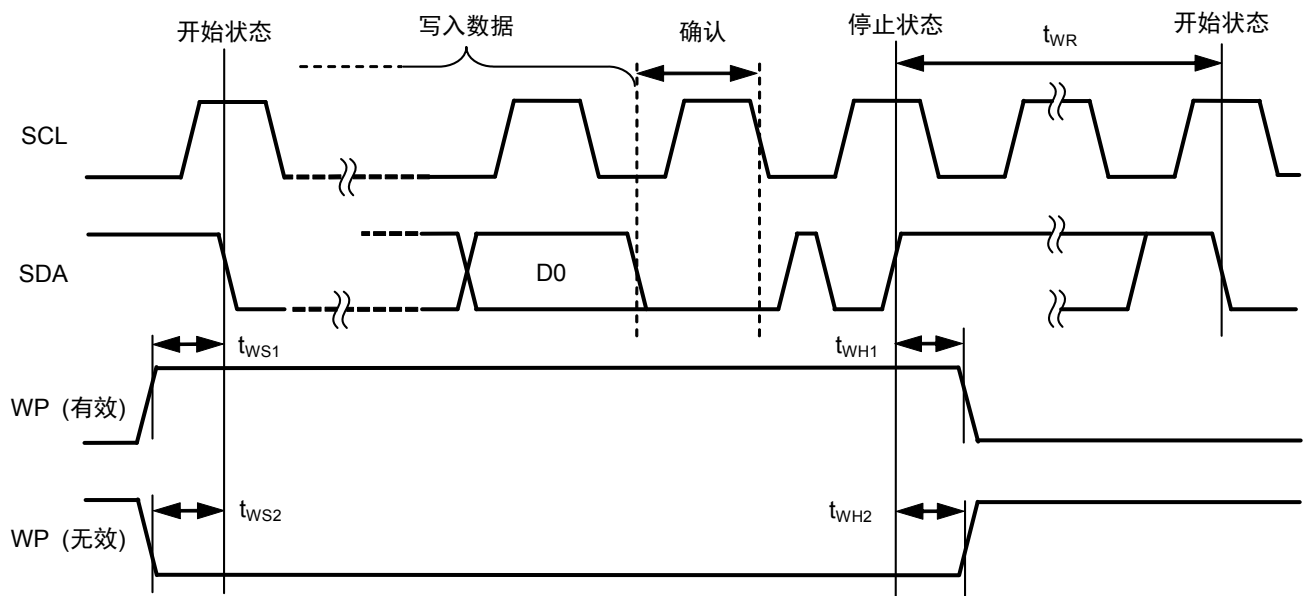 开始状态 写入数据 确认 停止状态 tWR 开始状态
SCL
SDA D0
tWS1 tWH1
WP (有效)
tWS2 tWH2
WP (无效)